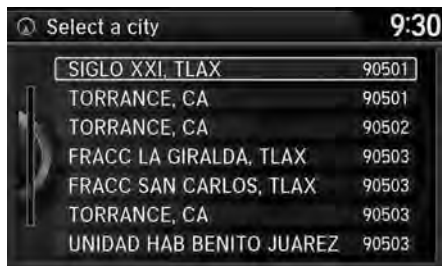 Select a city 9:30
SIGLO XXI, TLAX 90501
TORRANCE, CA 90501
TORRANCE, CA 90502
FRACC LA GIRALDA, TLAX 90503
FRACC SAN CARLOS, TLAX 90503
TORRANCE, CA 90503
UNIDAD HAB BENITO JUAREZ 90503